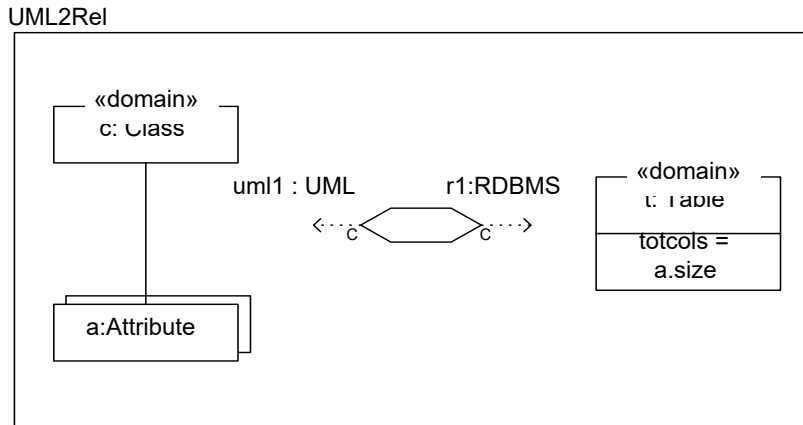 UML2Rel
«domain»
c: Class
uml1 : UML
r1:RDBMS
C
C
«domain»
t: Table
totcols =
a.size
a:Attribute